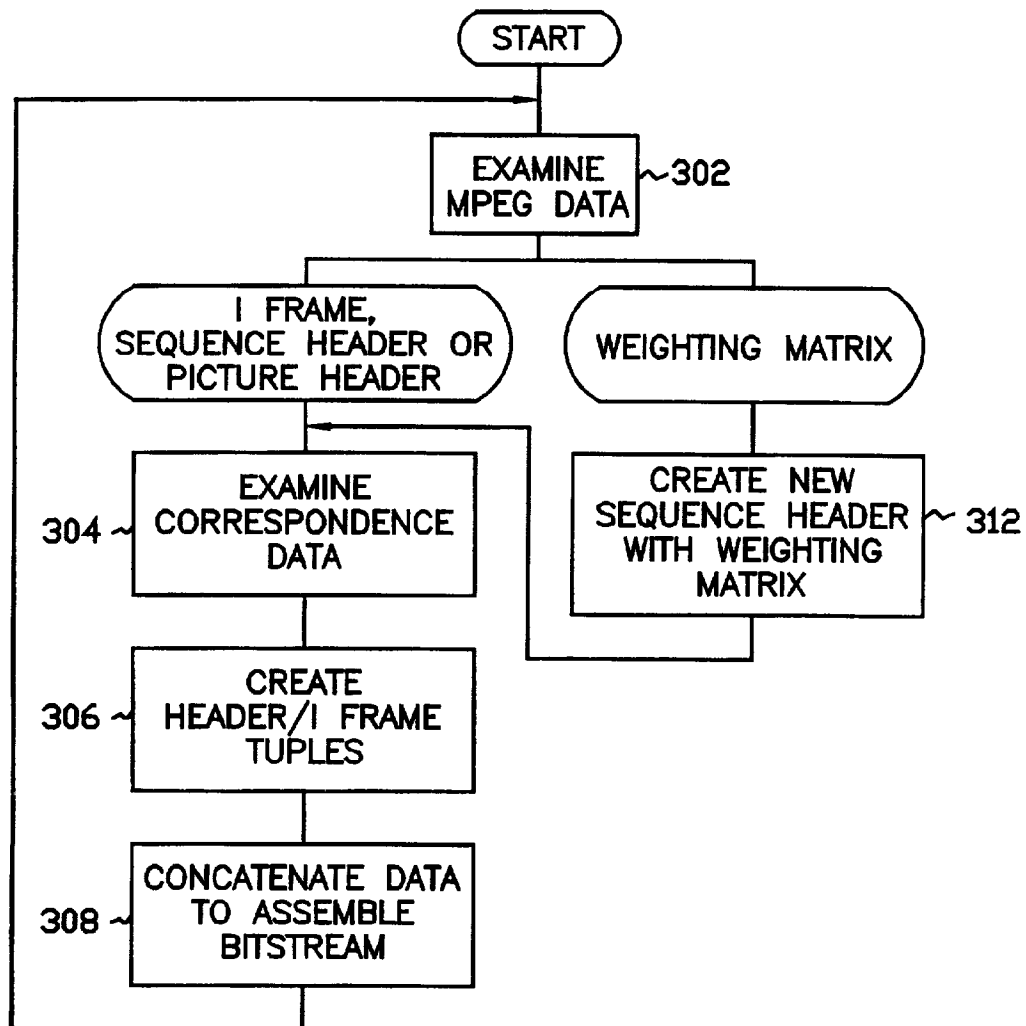 START
EXAMINE
MPEG DATA
302
I FRAME,
SEQUENCE HEADER OR
PICTURE HEADER
WEIGHTING MATRIX
EXAMINE
CORRESPONDENCE
DATA
304
CREATE NEW
SEQUENCE HEADER
WITH WEIGHTING
MATRIX
312
CREATE
HEADER/I FRAME
TUPLES
306
CONCATENATE DATA
TO ASSEMBLE
BITSTREAM
308